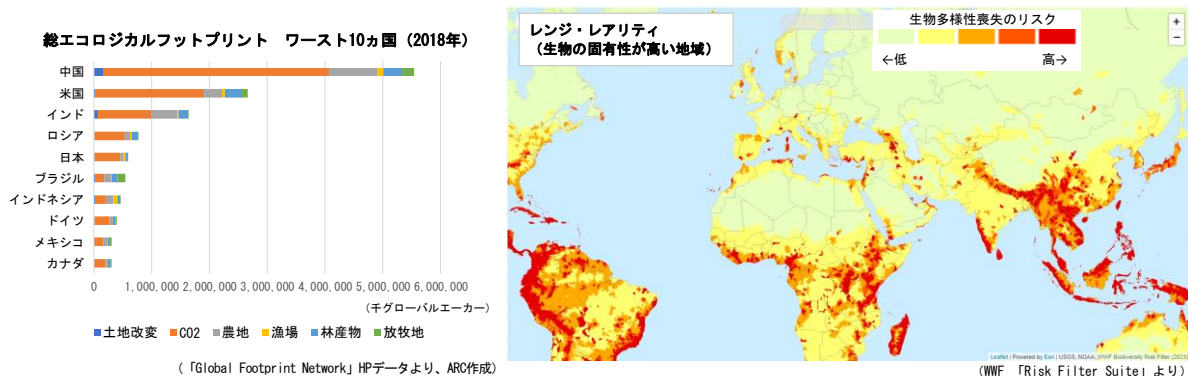 総エコロジカルフットプリント　ワースト10ヵ国（2018年）
中国
米国
インド
ロシア
日本
ブラジル
インドネシア
ドイツ
メキシコ
カナダ
0 1,000,000 2,000,000 3,000,000 4,000,000 5,000,000 6,000,000
（千グローバルエーカー）
■土地改変 ■CO2 ■農地 ■漁場 ■林産物 ■放牧地
（「Global Footprint Network」HPデータより、ARC作成）
レンジ・レアリティ
（生物の固有性が高い地域）
生物多様性喪失のリスク
←低 高→
+
−
Leaflet | Powered by Esri | USGS, NOAA, WWF Biodiversity Risk Filter (2023)
(WWF 「Risk Filter Suite」より)